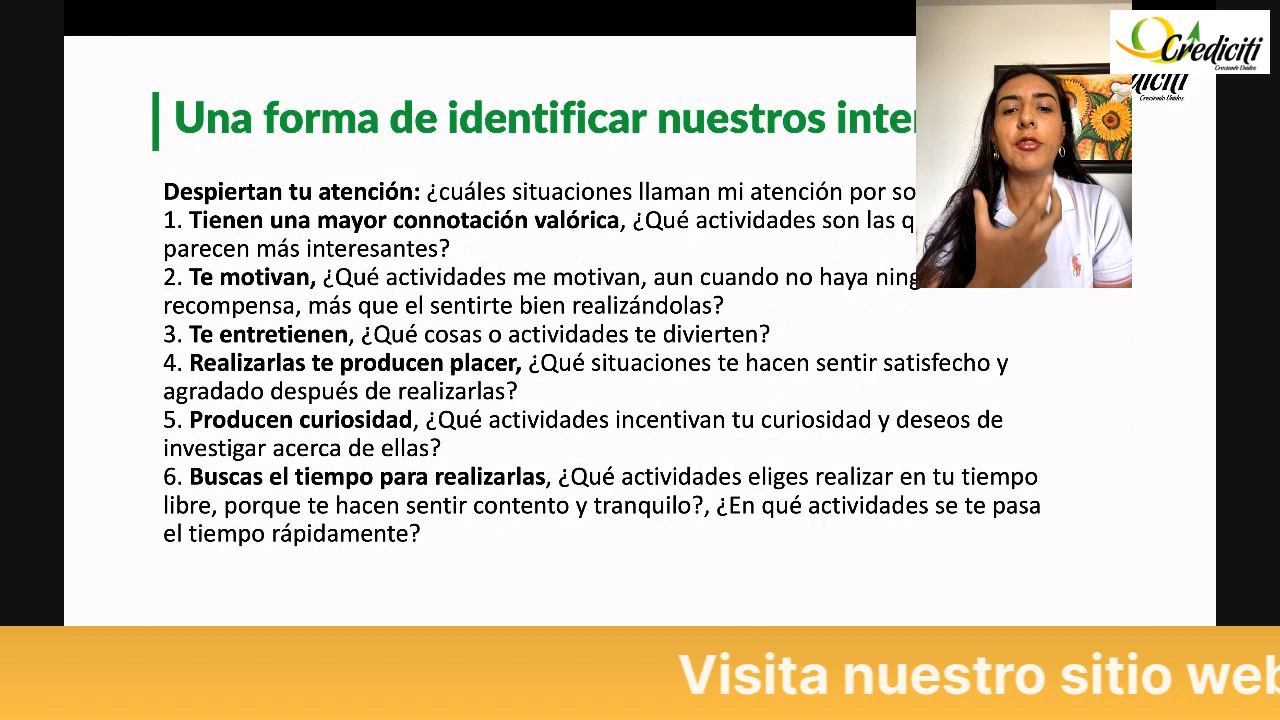 Una forma de identificar nuestros
Despiertan tu atención: ¿cuáles situaciones llaman mi atención por
1. Tienen una mayor connotación valórica, ¿Qué actividades son las
parecen más interesantes?
2. Te motivan, ¿Qué actividades me motivan, aun cuando no haya
recompensa, más que el sentirte bien realizándolas?
3. Te entretienen, ¿Qué cosas o actividades te divierten?
4. Realizarlas te producen placer, ¿Qué situaciones te hacen sentir satisfecho y
agradado después de realizarlas?
5. Producen curiosidad, ¿Qué actividades incentivan tu curiosidad y deseos de
investigar acerca de ellas?
6. Buscas el tiempo para realizarlas, ¿Qué actividades eliges realizar en tu tiempo
libre, porque te hacen sentir contento y tranquilo?, ¿En qué actividades se te pasa
el tiempo rápidamente?
Crediciti
Creciendo Unidos
Creciendo Unidos
Visita nuestro sitio web